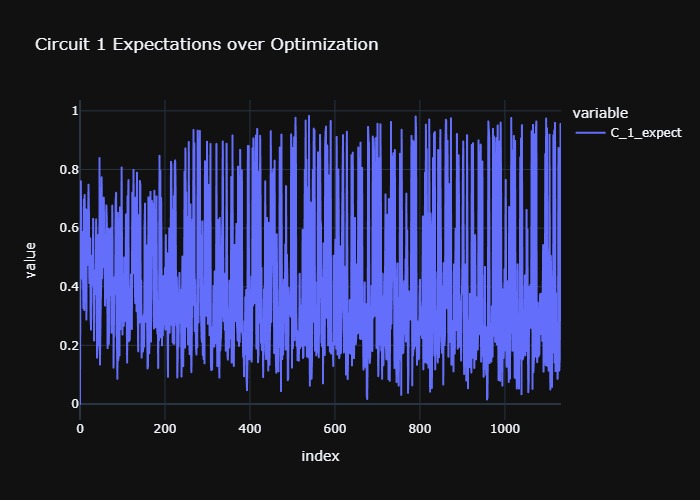 Circuit 1 Expectations over Optimization
variable
C_1_expect
value
1
0.8
0.6
0.4
0.2
0
0
200
400
600
800
1000
index